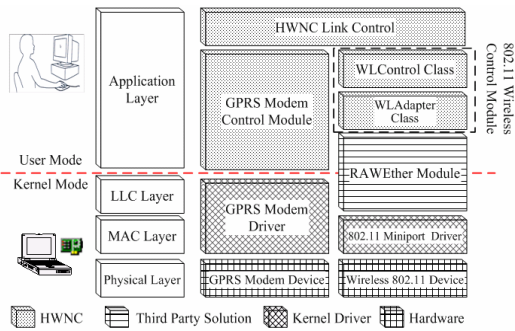 HWNC Link Control
Application
Layer
GPRS Modem
Control Module
WLControl Class
WLAdapter
Class
802.11 Wireless
Control Module
User Mode
Kernel Mode
RAWEther Module
LLC Layer
MAC Layer
GPRS Modem
Driver
802.11 Miniport Driver
Physical Layer
GPRS Modem Device
Wireless 802.11 Device
HWNC
Third Party Solution
Kernel Driver
Hardware